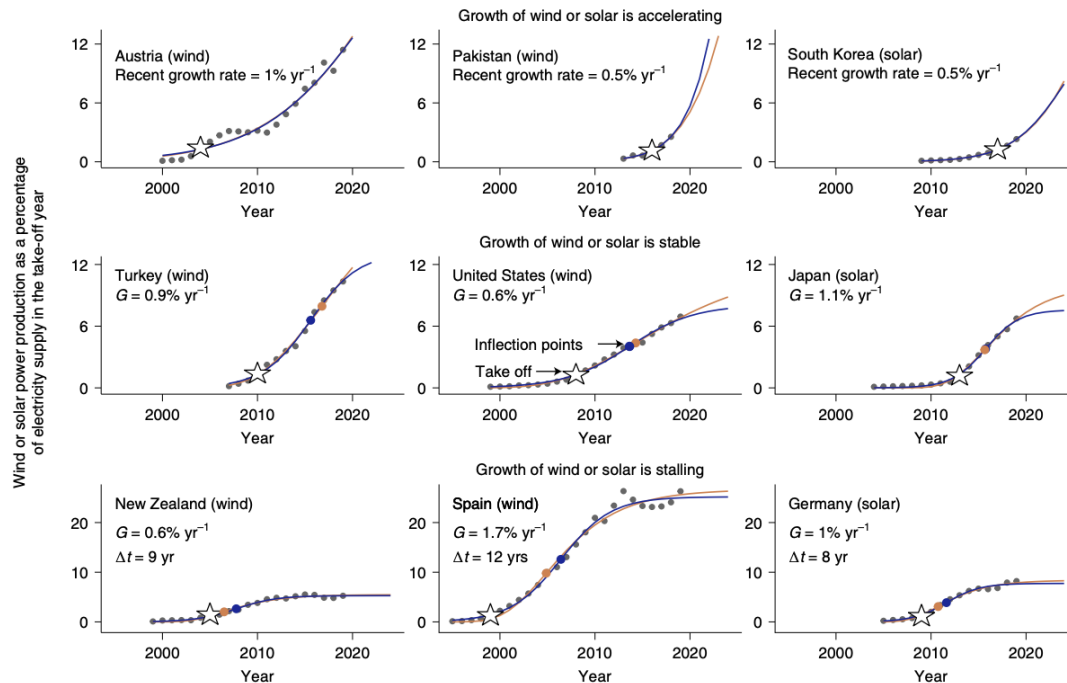 Wind or solar power production as a percentage
of electricity supply in the take-off year
Growth of wind or solar is accelerating
Austria (wind)
Recent growth rate = 1% yr⁻¹
12
6
0
2000
2010
2020
Year
Pakistan (wind)
Recent growth rate = 0.5% yr⁻¹
12
6
0
2000
2010
2020
Year
South Korea (solar)
Recent growth rate = 0.5% yr⁻¹
12
6
0
2000
2010
2020
Year
Growth of wind or solar is stable
Turkey (wind)
G = 0.9% yr⁻¹
12
6
0
2000
2010
2020
Year
United States (wind)
G = 0.6% yr⁻¹
Inflection points
Take off
12
6
0
2000
2010
2020
Year
Japan (solar)
G = 1.1% yr⁻¹
12
6
0
2000
2010
2020
Year
Growth of wind or solar is stalling
New Zealand (wind)
G = 0.6% yr⁻¹
Δt = 9 yr
20
10
0
2000
2010
2020
Year
Spain (wind)
G = 1.7% yr⁻¹
Δt = 12 yrs
20
10
0
2000
2010
2020
Year
Germany (solar)
G = 1% yr⁻¹
Δt = 8 yr
20
10
0
2000
2010
2020
Year